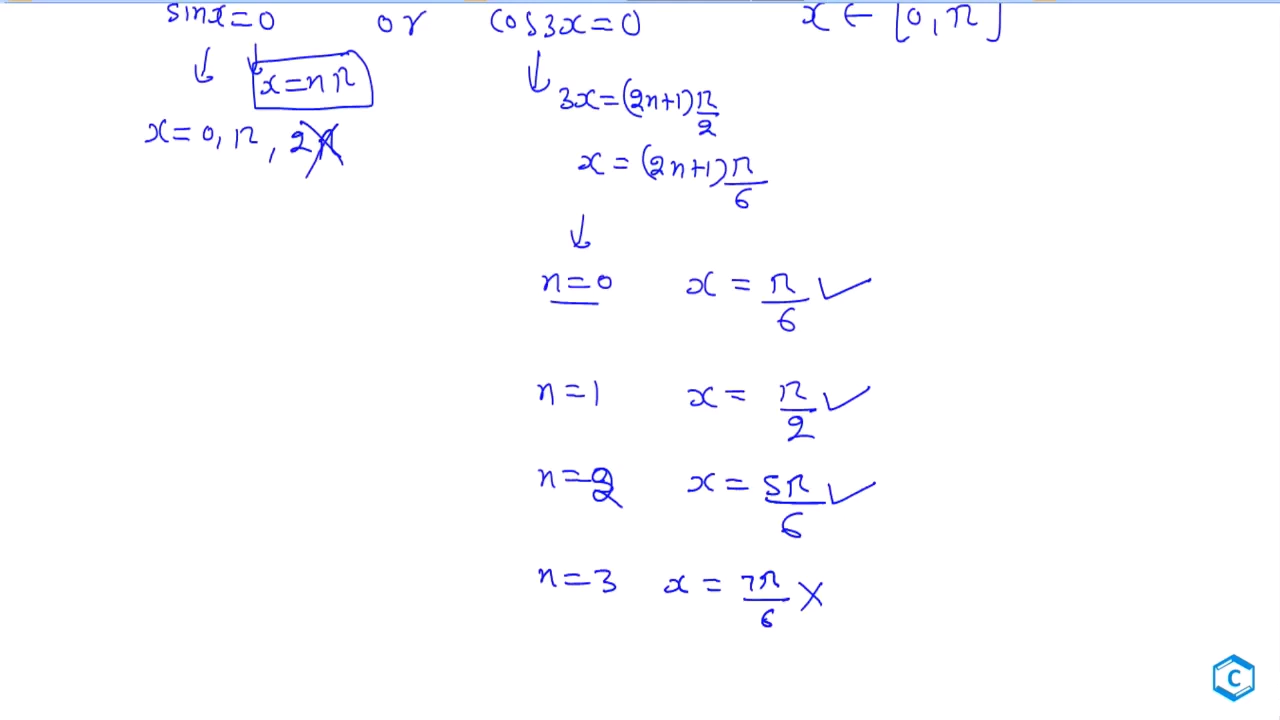 sinx=0 or cos3x=0 x∈[0,π]
x=nπ
3x=(2n+1)π/2
x=0,π,2π
x=(2n+1)π/6
n=0 x=π/6 ✓
n=1 x=π/2 ✓
n=2 x=5π/6 ✓
n=3 x=7π/6 ✗
C